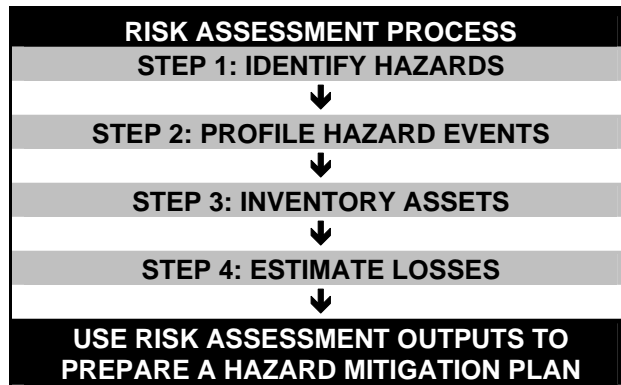 RISK ASSESSMENT PROCESS
STEP 1: IDENTIFY HAZARDS
STEP 2: PROFILE HAZARD EVENTS
STEP 3: INVENTORY ASSETS
STEP 4: ESTIMATE LOSSES
USE RISK ASSESSMENT OUTPUTS TO
PREPARE A HAZARD MITIGATION PLAN